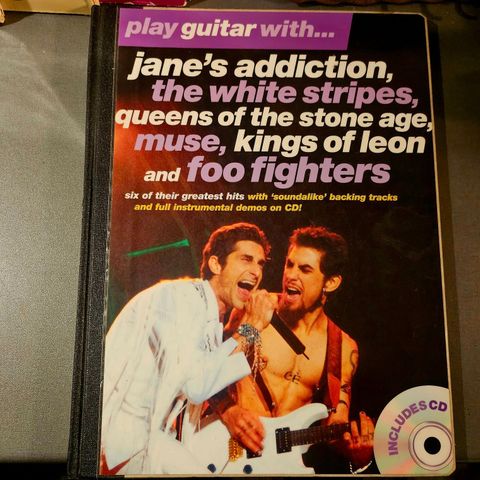 play guitar with...
jane's addiction,
the white stripes,
queens of the stone age,
muse, kings of leon
and foo fighters
six of their greatest hits with 'soundalike' backing tracks
and full instrumental demos on CD!
INCLUDES CD